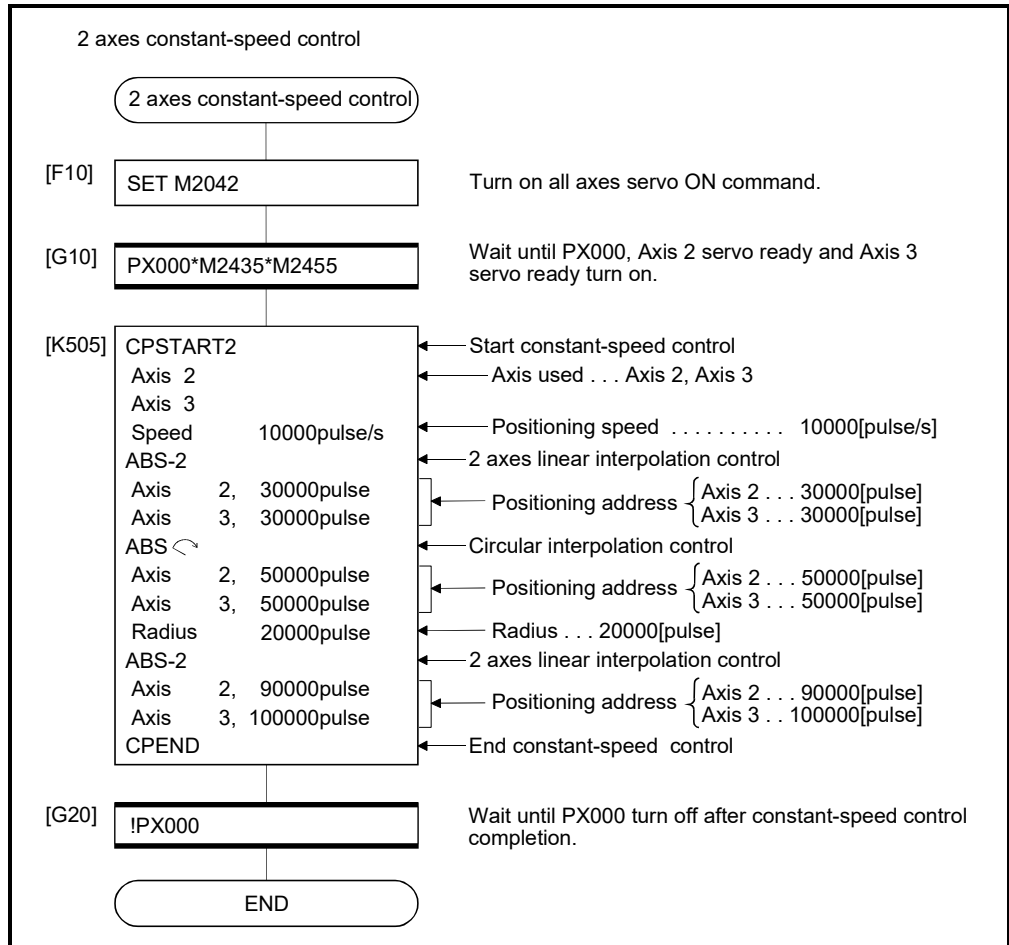 2 axes constant-speed control
2 axes constant-speed control
[F10] SET M2042 Turn on all axes servo ON command.
[G10] PX000*M2435*M2455 Wait until PX000, Axis 2 servo ready and Axis 3
servo ready turn on.
[K505] CPSTART2 Start constant-speed control
Axis 2 Axis used . . . Axis 2, Axis 3
Axis 3
Speed 10000pulse/s Positioning speed . . . . . . . . . . 10000[pulse/s]
ABS-2 2 axes linear interpolation control
Axis 2, 30000pulse Positioning address Axis 2 . . . 30000[pulse]
Axis 3, 30000pulse Axis 3 . . . 30000[pulse]
ABS Circular interpolation control
Axis 2, 50000pulse Positioning address Axis 2 . . . 50000[pulse]
Axis 3, 50000pulse Axis 3 . . . 50000[pulse]
Radius 20000pulse Radius . . . 20000[pulse]
ABS-2 2 axes linear interpolation control
Axis 2, 90000pulse Positioning address Axis 2 . . . 90000[pulse]
Axis 3, 100000pulse Axis 3 . . 100000[pulse]
CPEND End constant-speed control
[G20] !PX000 Wait until PX000 turn off after constant-speed control
completion.
END